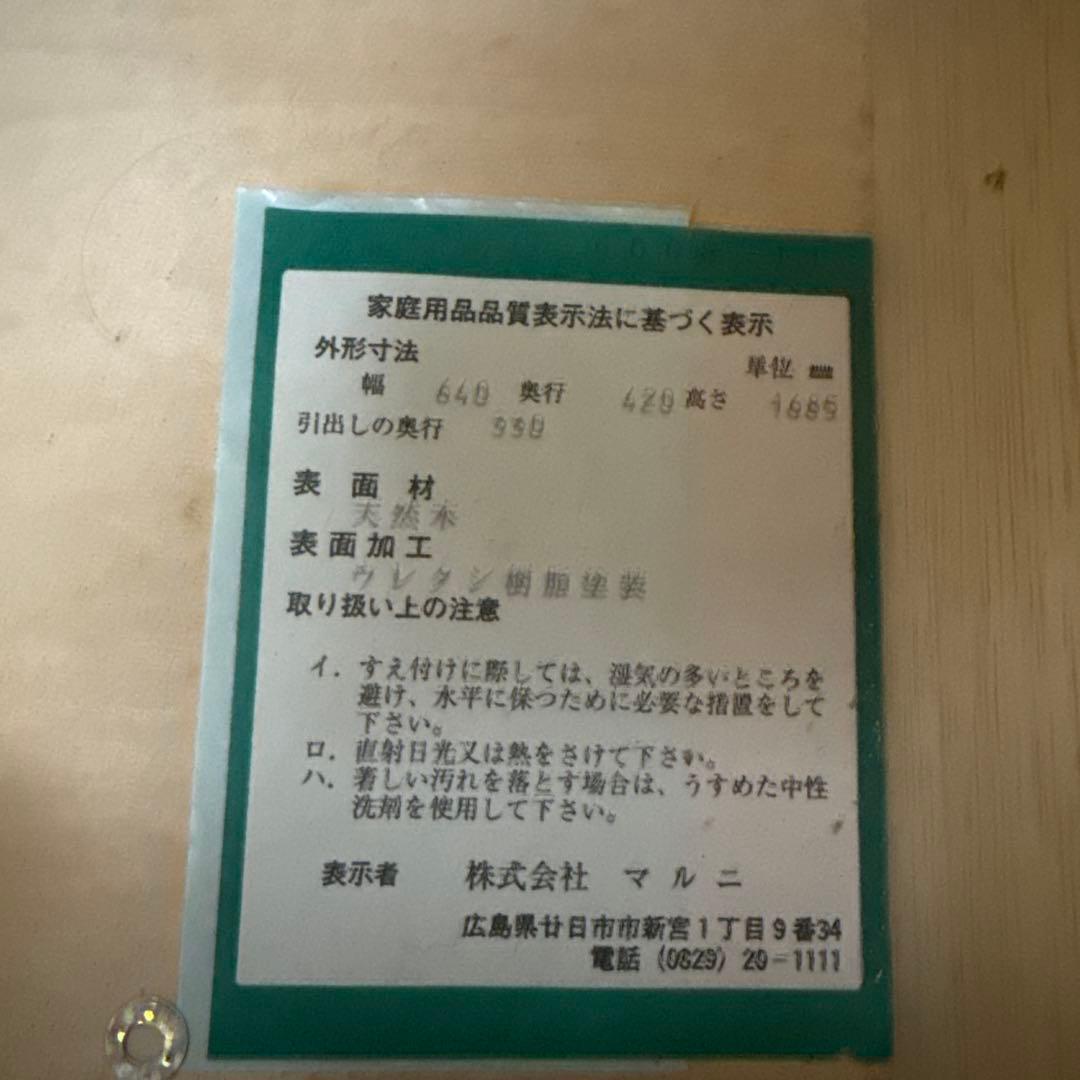 家庭用品品質表示法に基づく表示
外形寸法
単位 ㎜
幅 640 奥行 420 高さ
引出しの奥行
表面材
天然木
表面加工
ウレタン樹脂塗装
取り扱い上の注意
イ．すえ付けに際しては、湿気の多いところを
避け、水平に保つために必要な措置をして
下さい。
ロ．直射日光又は熱をさけて下さい。
ハ．著しい汚れを落とす場合は、うすめた中性
洗剤を使用して下さい。
表示者 株式会社 マルニ
広島県廿日市市新宮1丁目9番34
電話 (0829) 20-1111